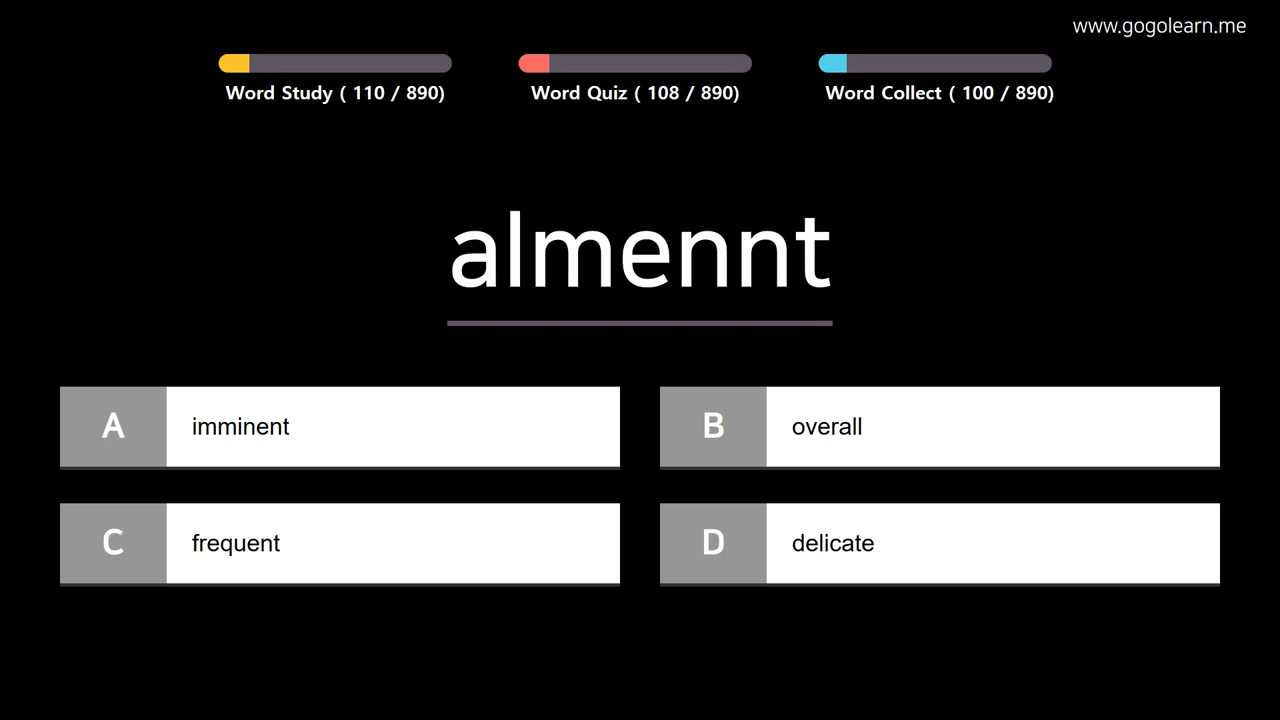 www.gogolearn.me
Word Study ( 110 / 890)
Word Quiz ( 108 / 890)
Word Collect ( 100 / 890)
almennt
A
imminent
B
overall
C
frequent
D
delicate